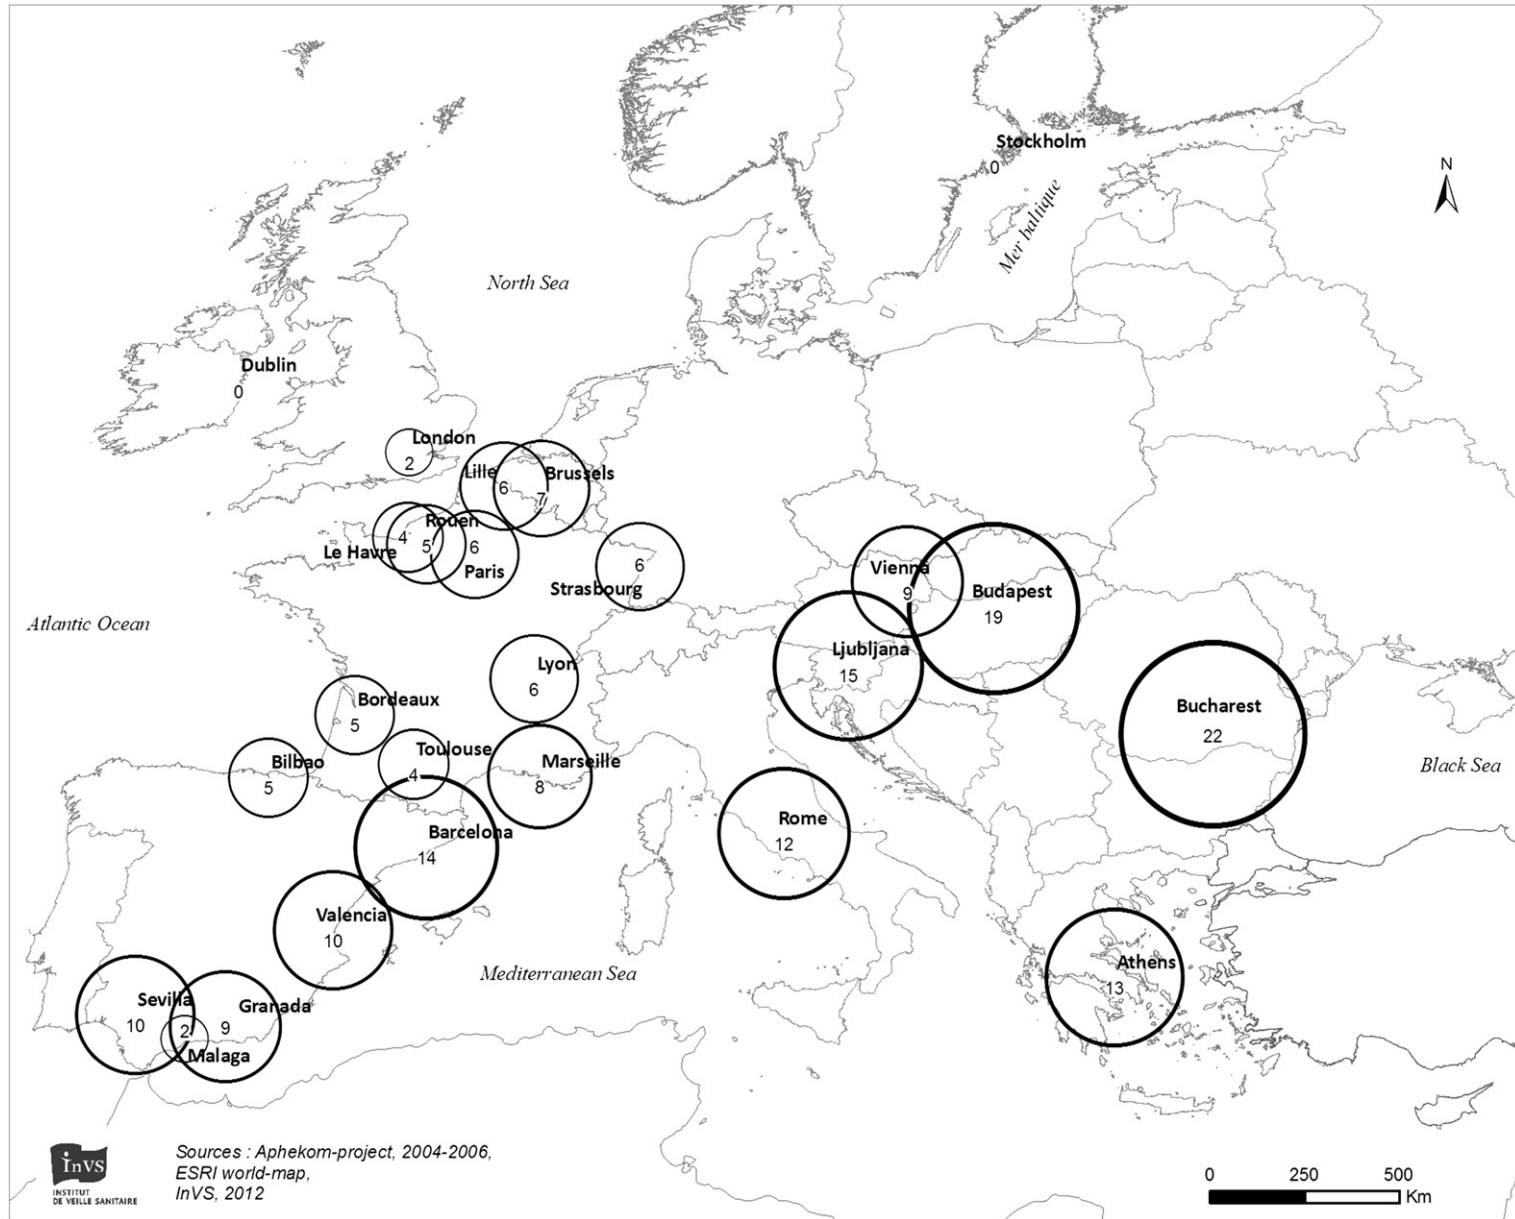 Stockholm
0
N
Mer baltique
North Sea
Dublin
0
London
2
Lille
6
Brussels
7
Rouen
4
5
6
Le Havre
Paris
6
Strasbourg
Vienna
9
Budapest
19
Atlantic Ocean
Ljubljana
15
Lyon
6
Bordeaux
5
Bucharest
22
Toulouse
4
Bilbao
5
Marseille
8
Black Sea
Rome
12
Barcelona
14
Valencia
10
Mediterranean Sea
Athens
13
Sevilla
10
2
Malaga
Granada
9
InVS
INSTITUT
DE VEILLE SANITAIRE
Sources : Aphekom-project, 2004-2006,
ESRI world-map,
InVS, 2012
0 250 500
Km